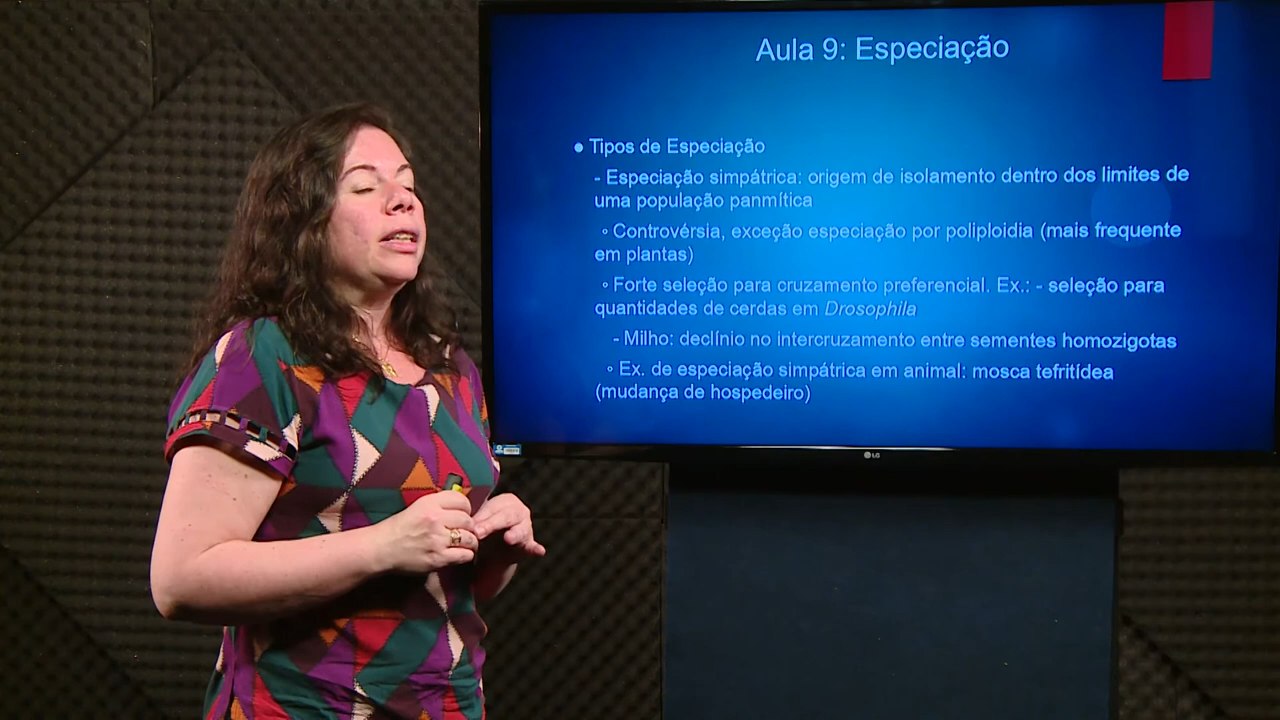 Aula 9: Especiação
● Tipos de Especiação
- Especiação simpátrica: origem de isolamento dentro dos limites de
uma população panmítica
◦ Controvérsia, exceção especiação por poliploidia (mais frequente
em plantas)
◦ Forte seleção para cruzamento preferencial. Ex.: - seleção para
quantidades de cerdas em Drosophila
- Milho: declínio no intercruzamento entre sementes homozigotas
◦ Ex. de especiação simpátrica em animal: mosca tefritídea
(mudança de hospedeiro)
LG